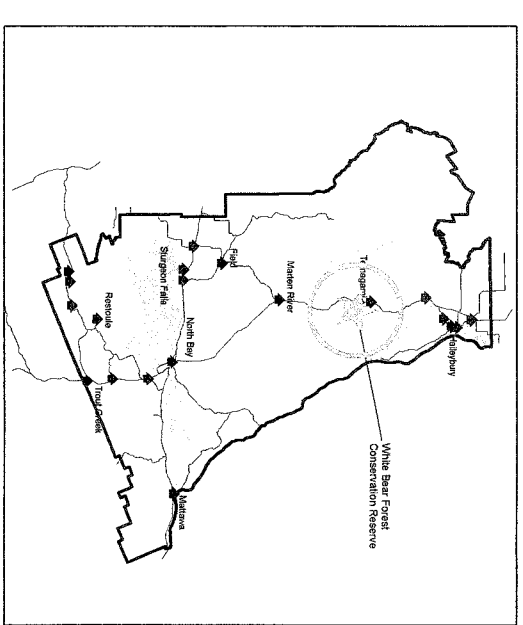 Haileybury
Temagami
White Bear Forest
Conservation Reserve
Marten River
Field
Sturgeon Falls
North Bay
Mattawa
Restoule
Trout Creek